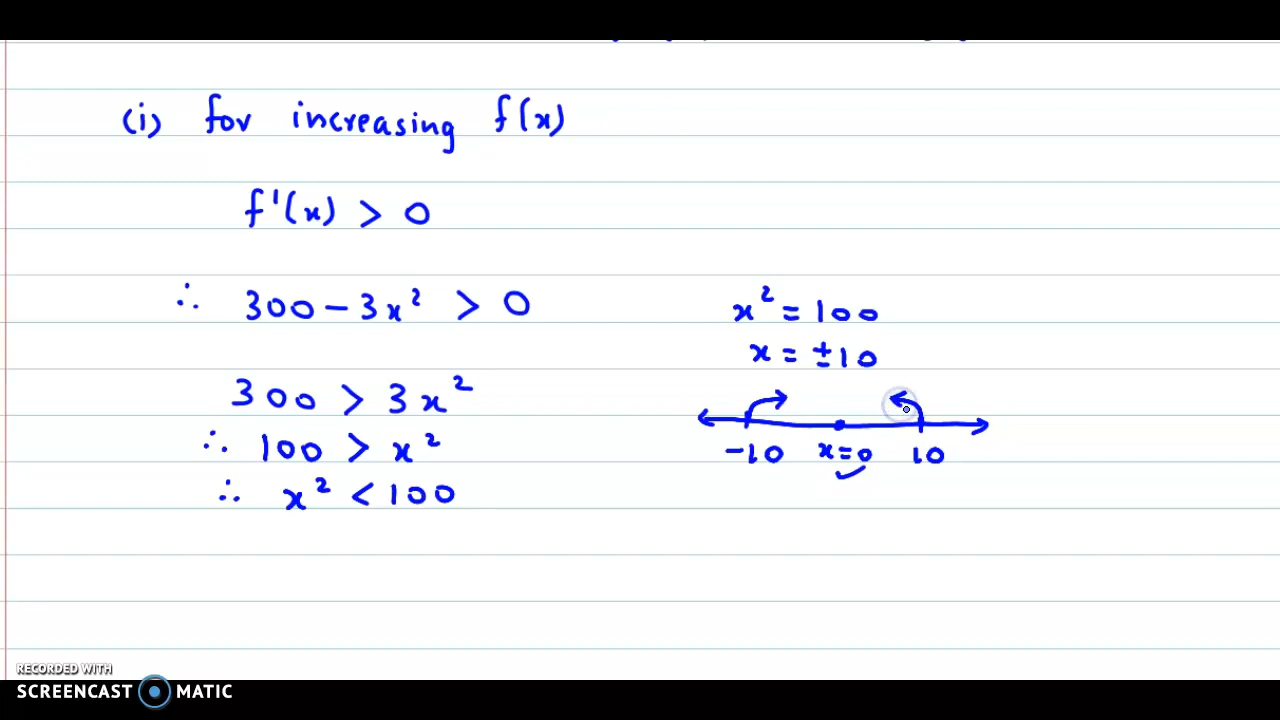 (i) for increasing f(x)
f'(x) > 0
∴ 300 - 3x² > 0
300 > 3x²
∴ 100 > x²
∴ x² < 100
x² = 100
x = ±10
-10 x=0 10
RECORDED WITH
SCREENCAST MATIC